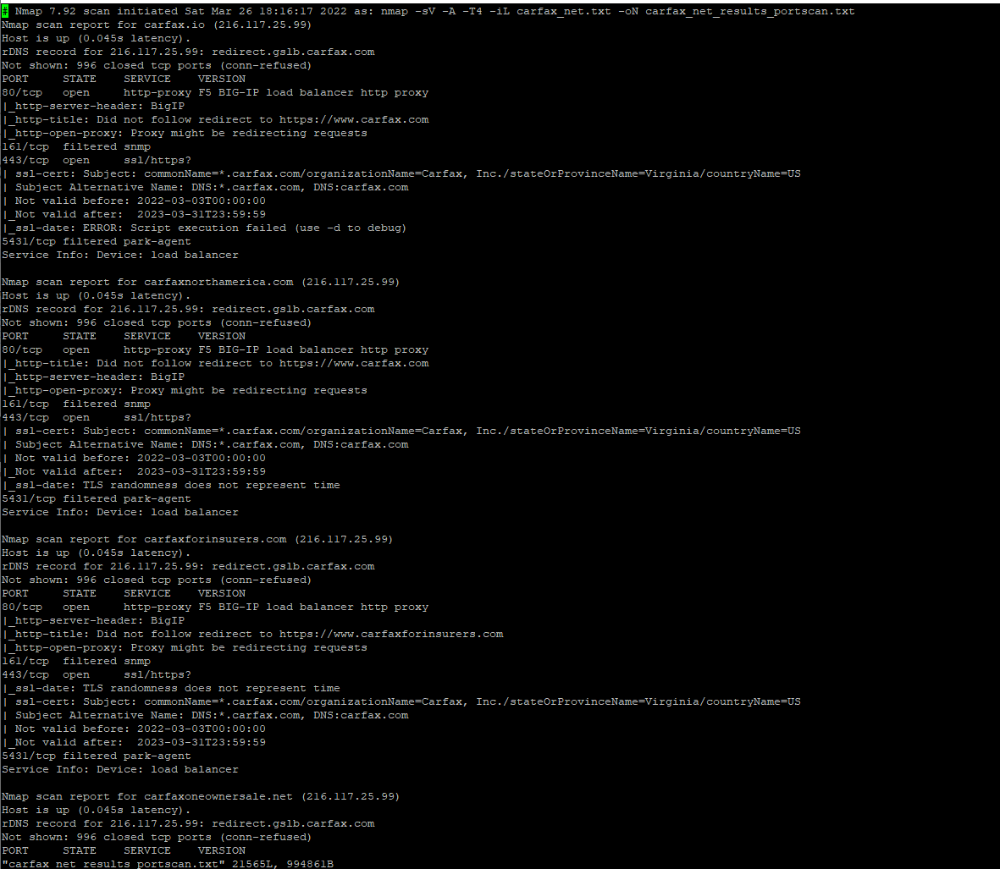 # Nmap 7.92 scan initiated Sat Mar 26 18:16:17 2022 as: nmap -sV -A -T4 -iL carfax_net.txt -oN carfax_net_results_portscan.txt
Nmap scan report for carfax.io (216.117.25.99)
Host is up (0.045s latency).
rDNS record for 216.117.25.99: redirect.gslb.carfax.com
Not shown: 996 closed tcp ports (conn-refused)
PORT     STATE    SERVICE    VERSION
80/tcp   open     http-proxy F5 BIG-IP load balancer http proxy
|_http-server-header: BigIP
|_http-title: Did not follow redirect to https://www.carfax.com
|_http-open-proxy: Proxy might be redirecting requests
161/tcp  filtered snmp
443/tcp  open     ssl/https?
| ssl-cert: Subject: commonName=*.carfax.com/organizationName=Carfax, Inc./stateOrProvinceName=Virginia/countryName=US
| Subject Alternative Name: DNS:*.carfax.com, DNS:carfax.com
| Not valid before: 2022-03-03T00:00:00
|_Not valid after:  2023-03-31T23:59:59
|_ssl-date: ERROR: Script execution failed (use -d to debug)
5431/tcp filtered park-agent
Service Info: Device: load balancer

Nmap scan report for carfaxnorthamerica.com (216.117.25.99)
Host is up (0.045s latency).
rDNS record for 216.117.25.99: redirect.gslb.carfax.com
Not shown: 996 closed tcp ports (conn-refused)
PORT     STATE    SERVICE    VERSION
80/tcp   open     http-proxy F5 BIG-IP load balancer http proxy
|_http-title: Did not follow redirect to https://www.carfax.com
|_http-server-header: BigIP
|_http-open-proxy: Proxy might be redirecting requests
161/tcp  filtered snmp
443/tcp  open     ssl/https?
| ssl-cert: Subject: commonName=*.carfax.com/organizationName=Carfax, Inc./stateOrProvinceName=Virginia/countryName=US
| Subject Alternative Name: DNS:*.carfax.com, DNS:carfax.com
| Not valid before: 2022-03-03T00:00:00
|_Not valid after:  2023-03-31T23:59:59
|_ssl-date: TLS randomness does not represent time
5431/tcp filtered park-agent
Service Info: Device: load balancer

Nmap scan report for carfaxforinsurers.com (216.117.25.99)
Host is up (0.045s latency).
rDNS record for 216.117.25.99: redirect.gslb.carfax.com
Not shown: 996 closed tcp ports (conn-refused)
PORT     STATE    SERVICE    VERSION
80/tcp   open     http-proxy F5 BIG-IP load balancer http proxy
|_http-server-header: BigIP
|_http-title: Did not follow redirect to https://www.carfaxforinsurers.com
|_http-open-proxy: Proxy might be redirecting requests
161/tcp  filtered snmp
443/tcp  open     ssl/https?
|_ssl-date: TLS randomness does not represent time
| ssl-cert: Subject: commonName=*.carfax.com/organizationName=Carfax, Inc./stateOrProvinceName=Virginia/countryName=US
| Subject Alternative Name: DNS:*.carfax.com, DNS:carfax.com
| Not valid before: 2022-03-03T00:00:00
|_Not valid after:  2023-03-31T23:59:59
5431/tcp filtered park-agent
Service Info: Device: load balancer

Nmap scan report for carfaxoneownersale.net (216.117.25.99)
Host is up (0.045s latency).
rDNS record for 216.117.25.99: redirect.gslb.carfax.com
Not shown: 996 closed tcp ports (conn-refused)
PORT     STATE    SERVICE    VERSION
"carfax_net_results_portscan.txt" 21565L, 994861B